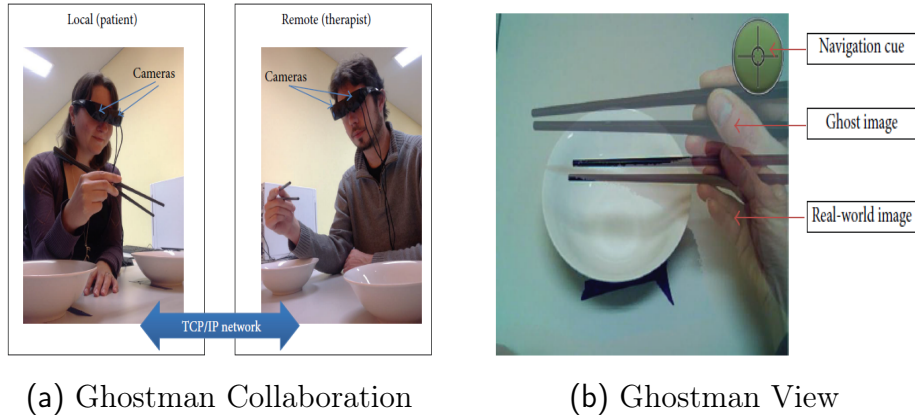 Local (patient)
Remote (therapist)
Cameras
Cameras
TCP/IP network
Navigation cue
Ghost image
Real-world image
(a) Ghostman Collaboration
(b) Ghostman View